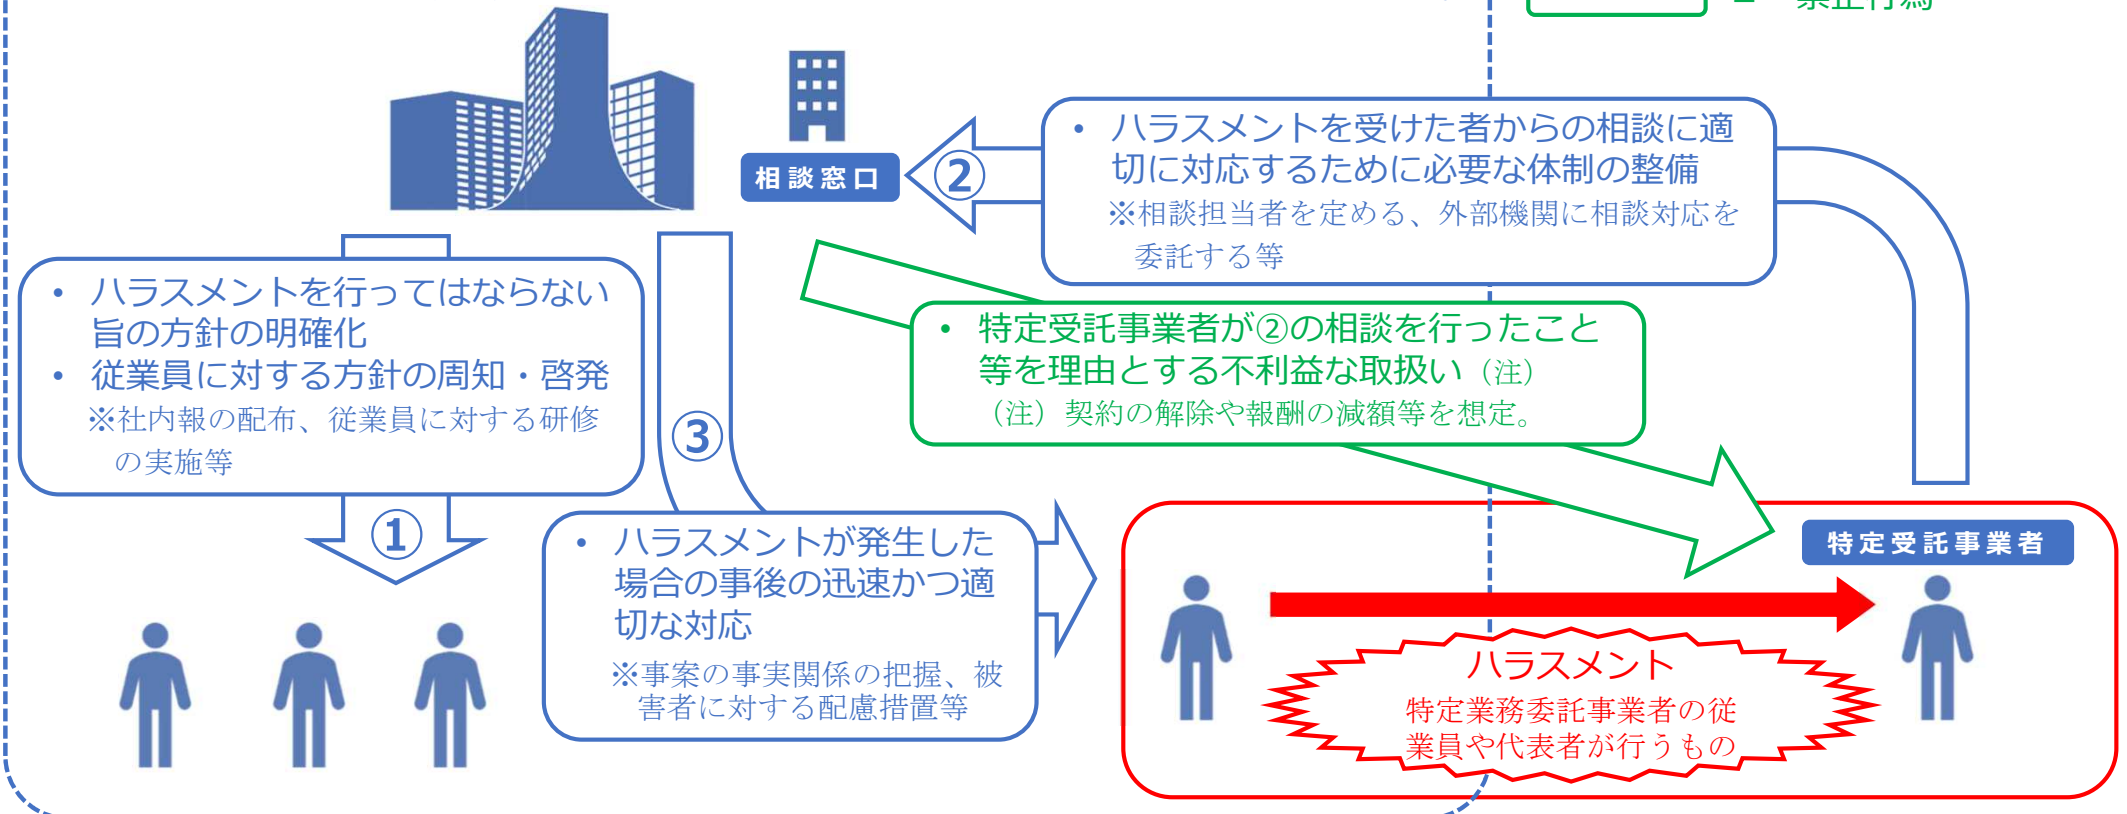 相談窓口
②
・ ハラスメントを受けた者からの相談に適
切に対応するために必要な体制の整備
※相談担当者を定める、外部機関に相談対応を
委託する等
・ ハラスメントを行ってはならない
旨の方針の明確化
・ 従業員に対する方針の周知・啓発
※社内報の配布、従業員に対する研修
の実施等
①
・ 特定受託事業者が②の相談を行ったこと
等を理由とする不利益な取扱い（注）
（注）契約の解除や報酬の減額等を想定。
③
・ ハラスメントが発生した
場合の事後の迅速かつ適
切な対応
※事案の事実関係の把握、被
害者に対する配慮措置等
特定受託事業者
ハラスメント
特定業務委託事業者の従
業員や代表者が行うもの